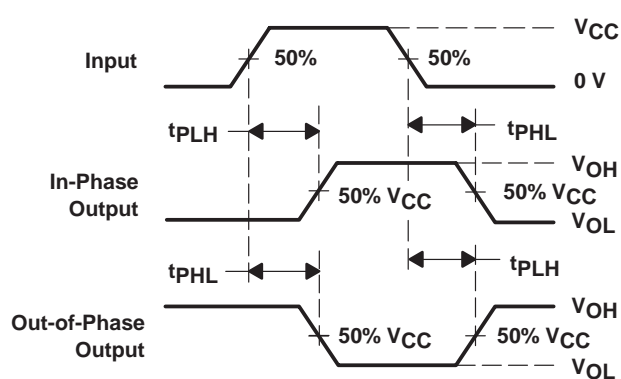 VCC
Input
50%
50%
0 V
tPLH
tPHL
In-Phase
Output
VOH
50% VCC
50% VCC
VOL
tPHL
tPLH
Out-of-Phase
Output
VOH
50% VCC
50% VCC
VOL